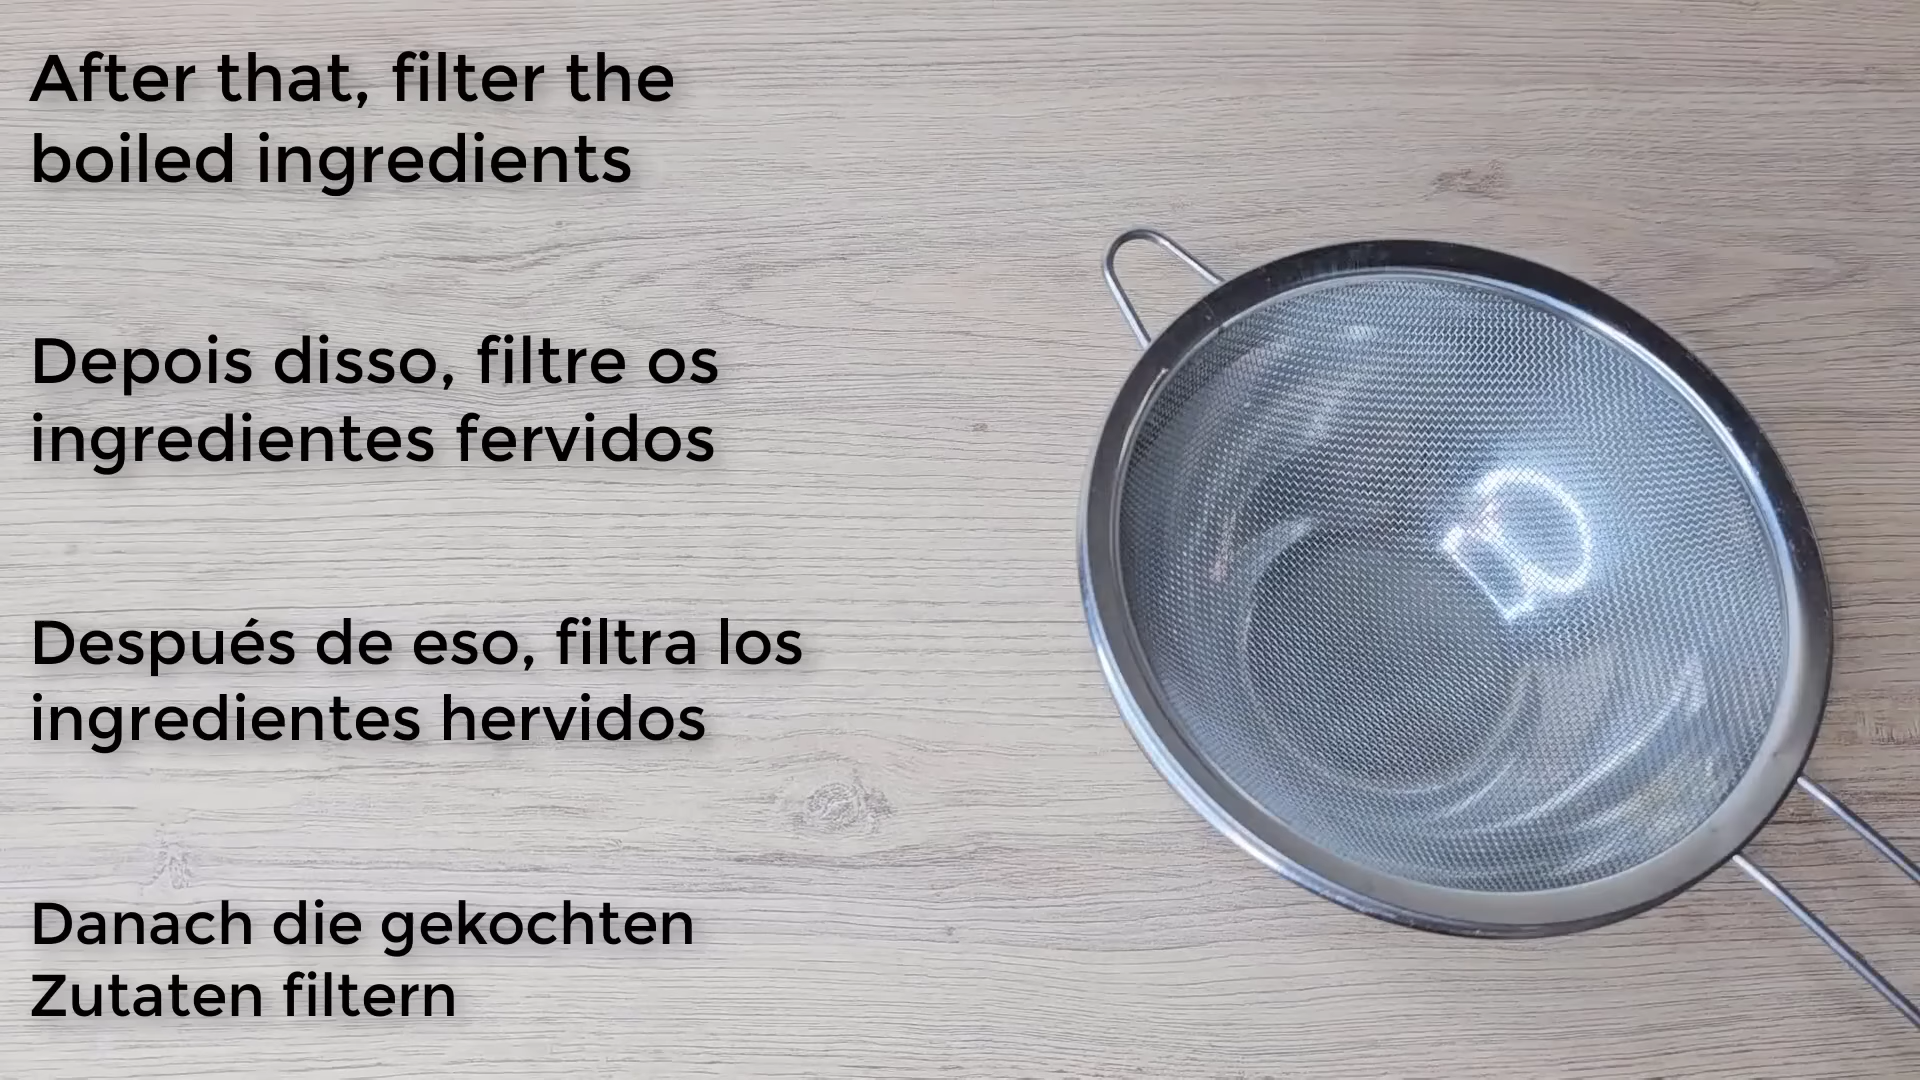 After that, filter the
boiled ingredients
Depois disso, filtre os
ingredientes fervidos
Después de eso, filtra los
ingredientes hervidos
Danach die gekochten
Zutaten filtern